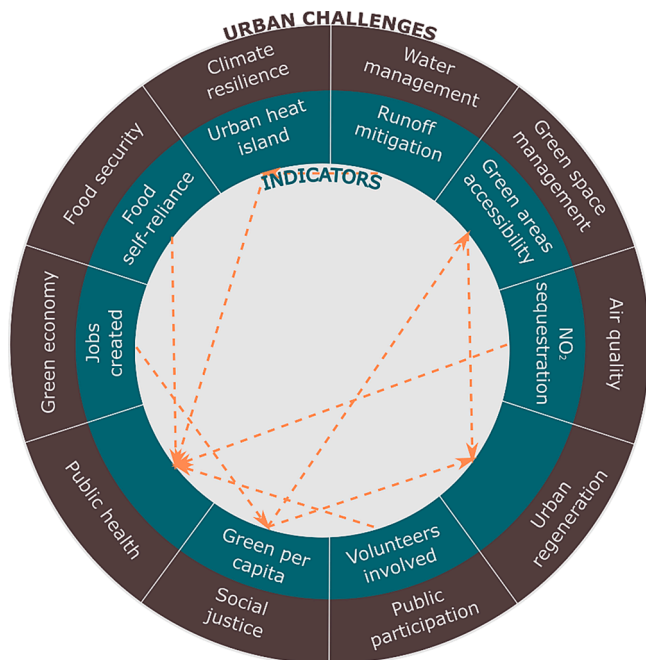 URBAN CHALLENGES
Climate
resilience
Water
management
Green space
management
Air quality
Urban
regeneration
Public
participation
Social
justice
Public health
Green economy
Food security
Urban heat
island
Runoff
mitigation
Green areas
accessibility
NO₂
sequestration
Volunteers
involved
Green per
capita
Jobs
created
Food
self-reliance
INDICATORS